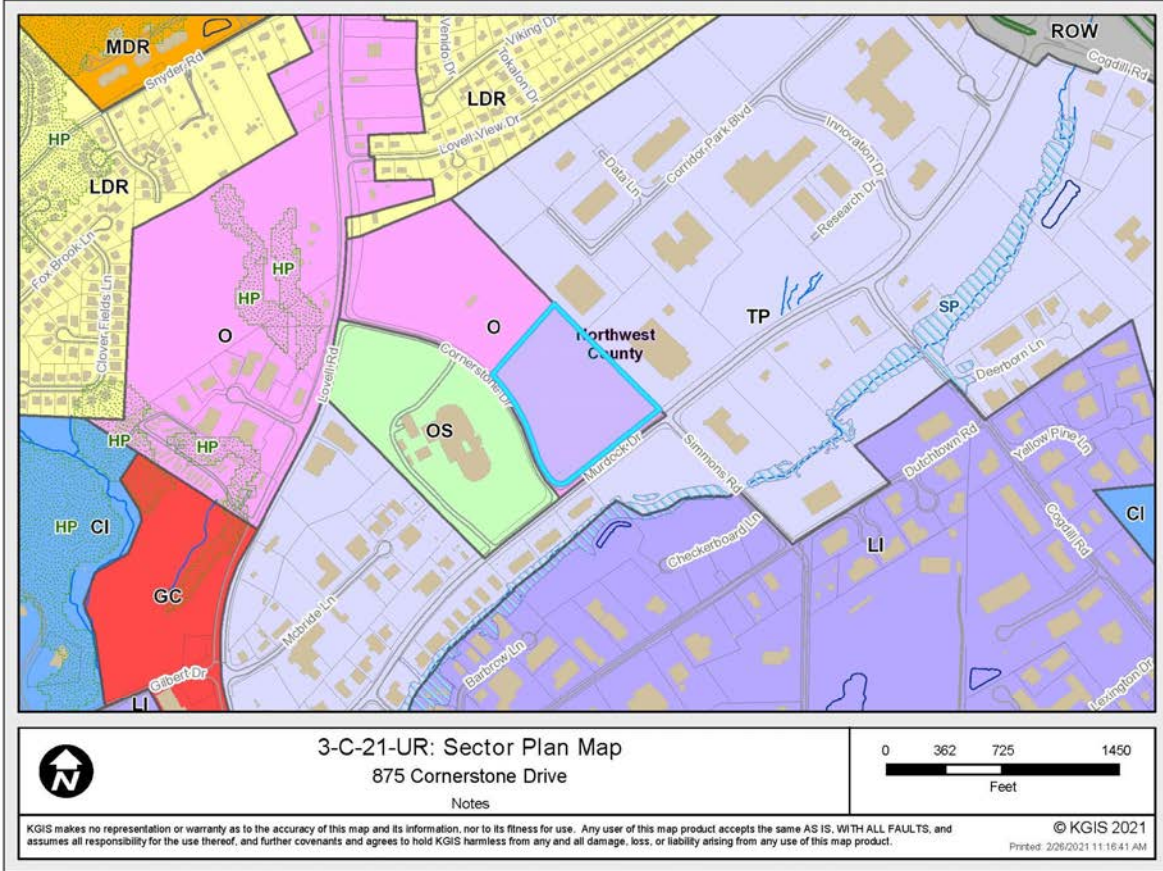 MDR
Snyder Rd
Venido Dr
Viking Dr
Tokalon Dr
LDR
Lovell View Dr
ROW
Cogdill Rd
HP
LDR
Data Ln
Corridor Park Blvd
Innovation Dr
Research Dr
Fox Brook Ln
Clover Fields Ln
HP
HP
O
O
Northwest
County
TP
SP
Deerborn Ln
Lovell Rd
Cornerstone Dr
OS
Murdock Dr
Simmons Rd
Dutchtown Rd
Yellow Pine Ln
HP
HP
HP
CI
Cogdill Rd
CI
Checkerboard Ln
LI
GC
Mcbride Ln
Barbrow Ln
Gilbert Dr
LI
Lexington Dr
N
3-C-21-UR: Sector Plan Map
875 Cornerstone Drive
Notes
0 362 725 1450
Feet
KGIS makes no representation or warranty as to the accuracy of this map and its information, nor to its fitness for use. Any user of this map product accepts the same AS IS, WITH ALL FAULTS, and
assumes all responsibility for the use thereof, and further covenants and agrees to hold KGIS harmless from any and all damage, loss, or liability arising from any use of this map product.
© KGIS 2021
Printed: 2/26/2021 11:16:41 AM